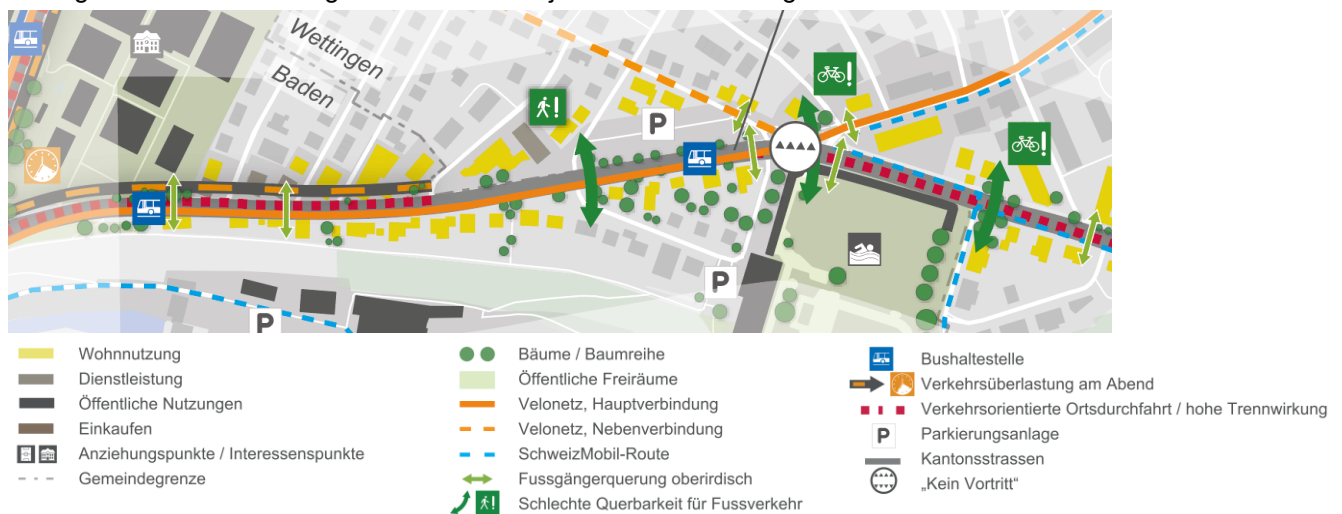 Wettingen
Baden
P
P
P
Wohnnutzung
Dienstleistung
Öffentliche Nutzungen
Einkaufen
Anziehungspunkte / Interessenspunkte
Gemeindegrenze
Bäume / Baumreihe
Öffentliche Freiräume
Velonetz, Hauptverbindung
Velonetz, Nebenverbindung
SchweizMobil-Route
Fussgängerquerung oberirdisch
Schlechte Querbarkeit für Fussverkehr
Bushaltestelle
Verkehrsüberlastung am Abend
Verkehrsorientierte Ortsdurchfahrt / hohe Trennwirkung
P Parkierungsanlage
Kantonsstrassen
„Kein Vortritt"